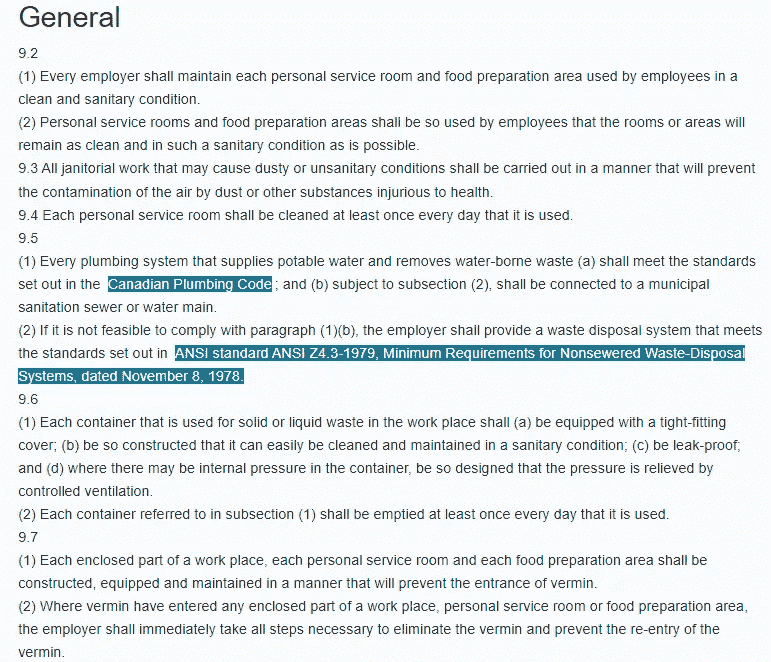 General
9.2
(1) Every employer shall maintain each personal service room and food preparation area used by employees in a
clean and sanitary condition.
(2) Personal service rooms and food preparation areas shall be so used by employees that the rooms or areas will
remain as clean and in such a sanitary condition as is possible.
9.3 All janitorial work that may cause dusty or unsanitary conditions shall be carried out in a manner that will prevent
the contamination of the air by dust or other substances injurious to health.
9.4 Each personal service room shall be cleaned at least once every day that it is used.
9.5
(1) Every plumbing system that supplies potable water and removes water-borne waste (a) shall meet the standards
set out in the Canadian Plumbing Code ; and (b) subject to subsection (2), shall be connected to a municipal
sanitation sewer or water main.
(2) If it is not feasible to comply with paragraph (1)(b), the employer shall provide a waste disposal system that meets
the standards set out in ANSI standard ANSI Z4.3-1979, Minimum Requirements for Nonsewered Waste-Disposal
Systems, dated November 8, 1978.
9.6
(1) Each container that is used for solid or liquid waste in the work place shall (a) be equipped with a tight-fitting
cover; (b) be so constructed that it can easily be cleaned and maintained in a sanitary condition; (c) be leak-proof;
and (d) where there may be internal pressure in the container, be so designed that the pressure is relieved by
controlled ventilation.
(2) Each container referred to in subsection (1) shall be emptied at least once every day that it is used.
9.7
(1) Each enclosed part of a work place, each personal service room and each food preparation area shall be
constructed, equipped and maintained in a manner that will prevent the entrance of vermin.
(2) Where vermin have entered any enclosed part of a work place, personal service room or food preparation area,
the employer shall immediately take all steps necessary to eliminate the vermin and prevent the re-entry of the
vermin.